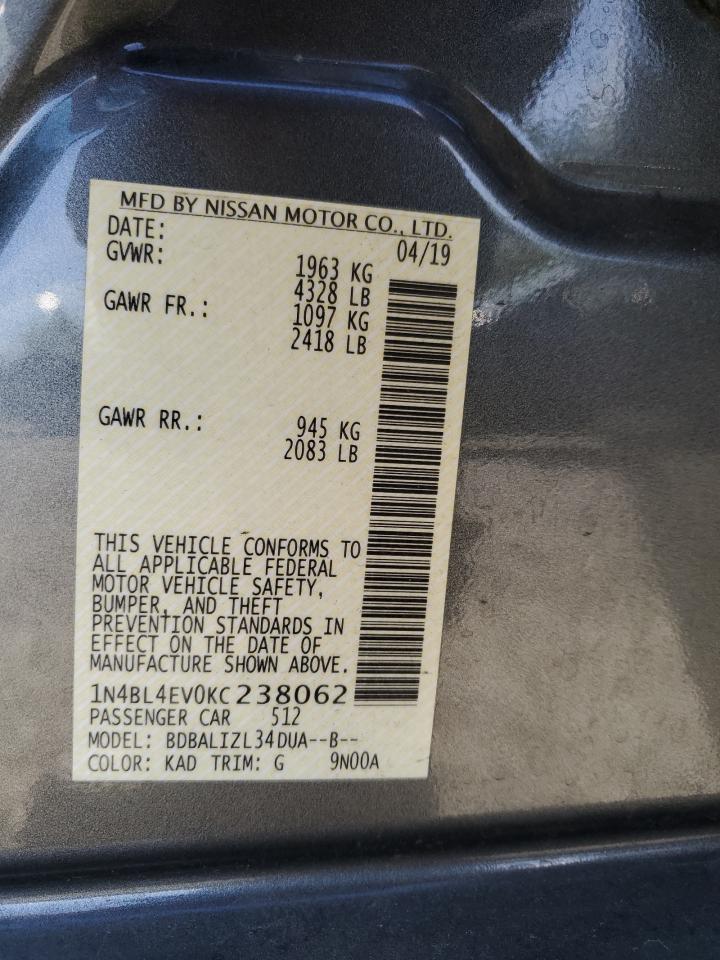 MFD BY NISSAN MOTOR CO., LTD.
DATE: 04/19
GVWR: 1963 KG
4328 LB
GAWR FR.: 1097 KG
2418 LB
GAWR RR.: 945 KG
2083 LB
THIS VEHICLE CONFORMS TO
ALL APPLICABLE FEDERAL
MOTOR VEHICLE SAFETY,
BUMPER, AND THEFT
PREVENTION STANDARDS IN
EFFECT ON THE DATE OF
MANUFACTURE SHOWN ABOVE.
1N4BL4EV0KC238062
PASSENGER CAR 512
MODEL: BDBALIZL34DUA--B--
COLOR: KAD TRIM: G 9N00A